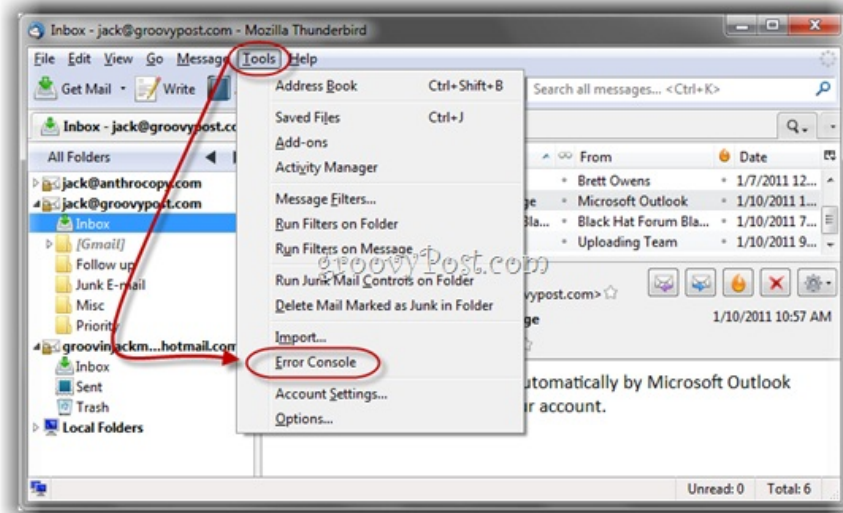 Inbox - jack@groovypost.com - Mozilla Thunderbird
File Edit View Go Message Tools Help
Get Mail Write
Search all messages... <Ctrl+K>
Inbox - jack@groovypost.co
All Folders
jack@anthrocopy.com
jack@groovypost.com
Inbox
[Gmail]
Follow up
Junk E-mail
Misc
Priority
groovinjackm...hotmail.com
Inbox
Sent
Trash
Local Folders
Address Book Ctrl+Shift+B
Saved Files Ctrl+J
Add-ons
Activity Manager
Message Filters...
Run Filters on Folder
Run Filters on Message
Run Junk Mail Controls on Folder
Delete Mail Marked as Junk in Folder
Import...
Error Console
Account Settings...
Options...
From Date
Brett Owens 1/7/2011 12...
ge Microsoft Outlook 1/10/2011 1...
Bla... Black Hat Forum Bla... 1/10/2011 7...
Uploading Team 1/10/2011 9...
groovyPost.com
vypost.com>
ge 1/10/2011 10:57 AM
utomatically by Microsoft Outlook
ur account.
Unread: 0 Total: 6